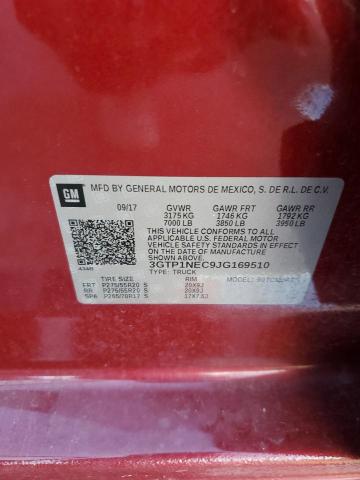 GM
MFD BY GENERAL MOTORS DE MEXICO, S. DE R.L. DE C.V.
09/17 GVWR GAWR FRT GAWR RR
3175 KG 1746 KG 1792 KG
7000 LB 3850 LB 3950 LB
THIS VEHICLE CONFORMS TO ALL
APPLICABLE U.S. FEDERAL MOTOR
VEHICLE SAFETY STANDARDS IN
EFFECT ON THE DATE OF MANUFACTURE
SHOWN ABOVE.
3GTP1NEC9JG169510
TYPE: TRUCK
TIRE SIZE RIM
FRT P275/55R20 S 20X9J
RR P275/55R20 S 20X9J
SPA P265/70R17 S 17X7.5J